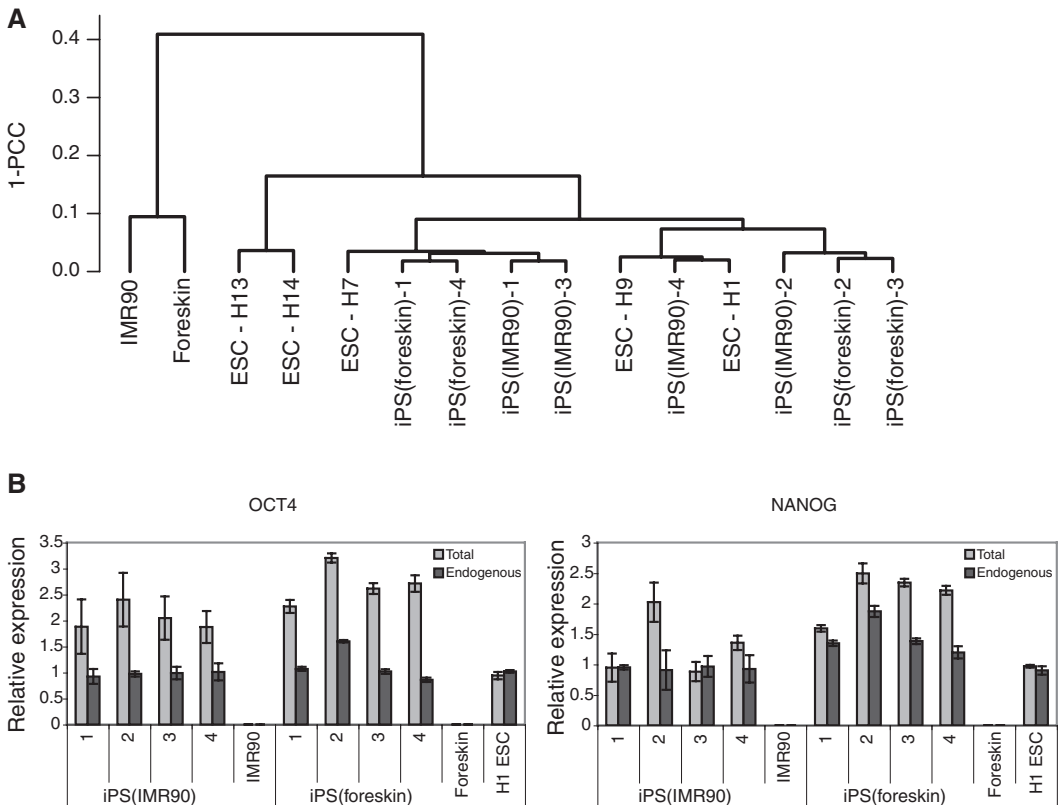 A
1-PCC
0.4
0.3
0.2
0.1
0.0
IMR90
Foreskin
ESC - H13
ESC - H14
ESC - H7
iPS(foreskin)-1
iPS(foreskin)-4
iPS(IMR90)-1
iPS(IMR90)-3
ESC - H9
iPS(IMR90)-4
ESC - H1
iPS(IMR90)-2
iPS(foreskin)-2
iPS(foreskin)-3
B
OCT4
Relative expression
3.5
3
2.5
2
1.5
1
0.5
0
Total
Endogenous
1
2
3
4
IMR90
1
2
3
4
Foreskin
H1 ESC
iPS(IMR90)
iPS(foreskin)
NANOG
Relative expression
3
2.5
2
1.5
1
0.5
0
Total
Endogenous
1
2
3
4
IMR90
1
2
3
4
Foreskin
H1 ESC
iPS(IMR90)
iPS(foreskin)